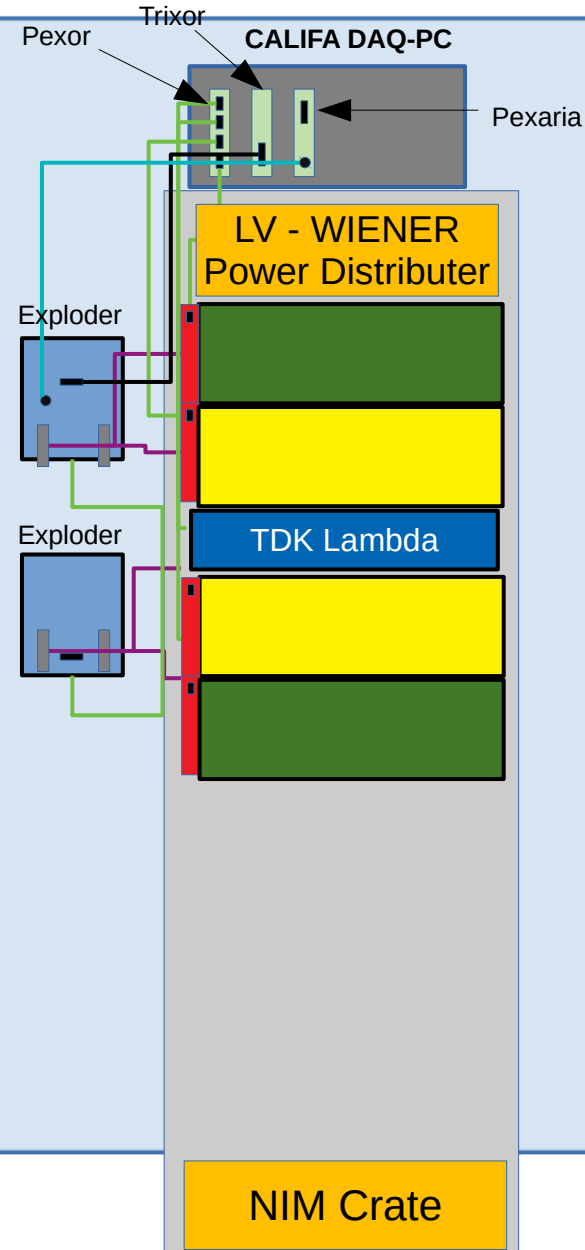 Trixor
Pexor
CALIFA DAQ-PC
Pexaria
LV - WIENER
Power Distributer
Exploder
Exploder
TDK Lambda
NIM Crate